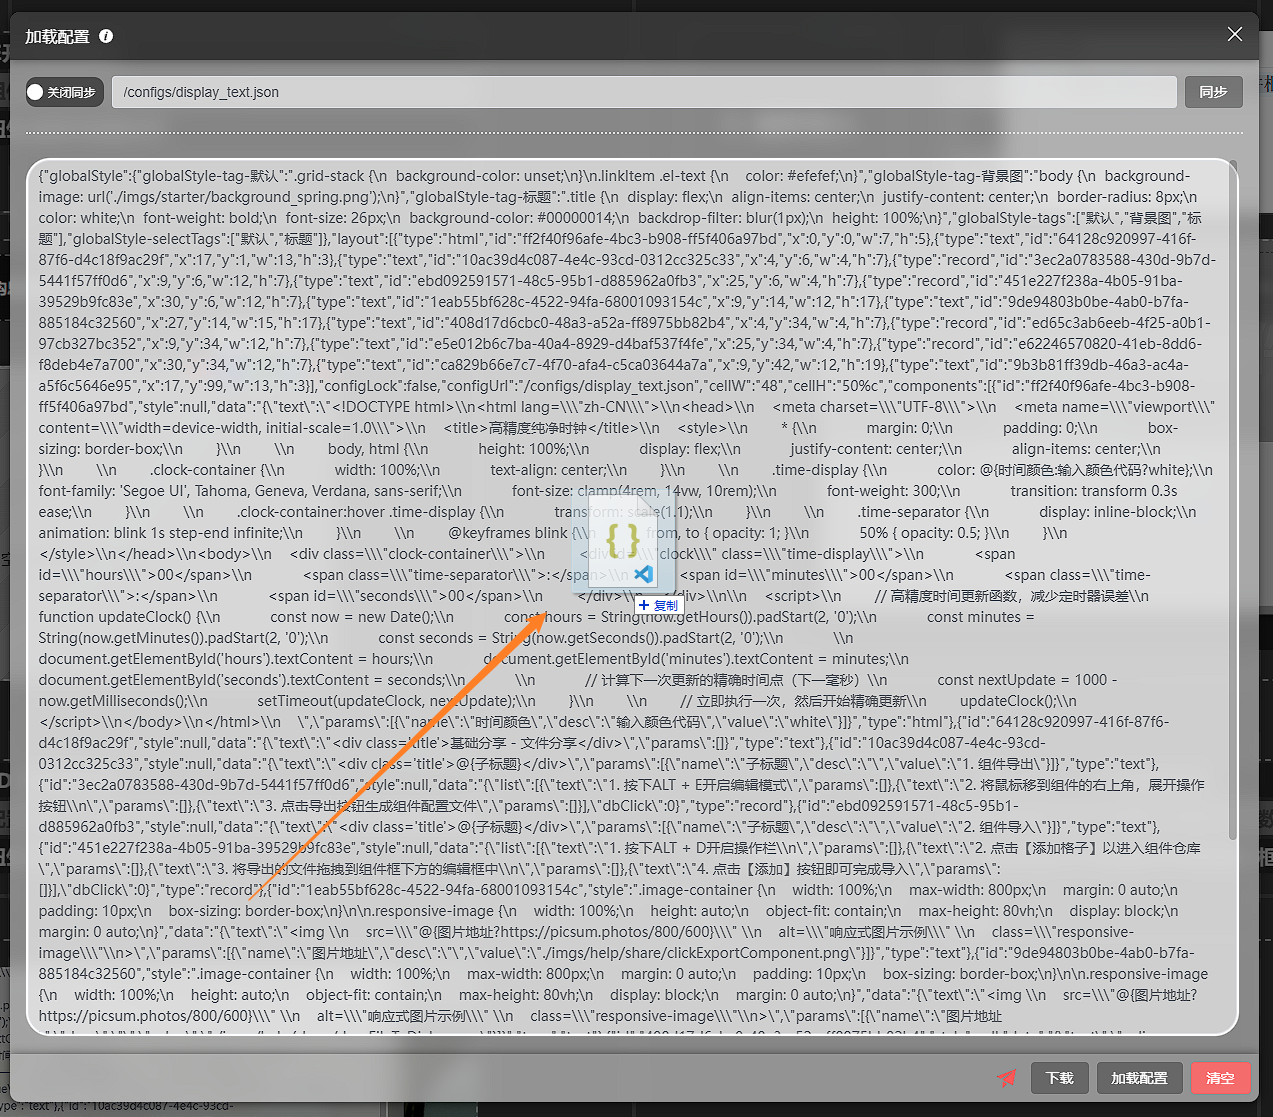 加载配置
关闭同步
/configs/display_text.json
同步
{"globalStyle":{"globalStyle-tag-默认":".grid-stack {\n  background-color: unset;\n}\n.linkItem .el-text {\n    color: #efefef;\n}","globalStyle-tag-背景图":"body {\n  background-
image: url('./imgs/starter/background_spring.png');\n}","globalStyle-tag-标题":".title {\n  display: flex;\n  align-items: center;\n  justify-content: center;\n  border-radius: 8px;\n
color: white;\n  font-weight: bold;\n  font-size: 26px;\n  background-color: #00000014;\n  backdrop-filter: blur(1px);\n  height: 100%;\n}","globalStyle-tags":["默认","背景图","标
题"],"globalStyle-selectTags":["默认","标题"]},"layout":[{"type":"html","id":"ff2f40f96afe-4bc3-b908-ff5f406a97bd","x":0,"y":0,"w":7,"h":5},{"type":"text","id":"64128c920997-416f-
87f6-d4c18f9ac29f","x":17,"y":1,"w":13,"h":3},{"type":"text","id":"10ac39d4c087-4e4c-93cd-0312cc325c33","x":4,"y":6,"w":4,"h":7},{"type":"record","id":"3ec2a0783588-430d-9b7d-
5441f57ff0d6","x":9,"y":6,"w":12,"h":7},{"type":"text","id":"ebd092591571-48c5-95b1-d885962a0fb3","x":25,"y":6,"w":4,"h":7},{"type":"record","id":"451e227f238a-4b05-91ba-
39529b9fc83e","x":30,"y":6,"w":12,"h":7},{"type":"text","id":"1eab55bf628c-4522-94fa-68001093154c","x":9,"y":14,"w":12,"h":17},{"type":"text","id":"9de94803b0be-4ab0-b7fa-
885184c32560","x":27,"y":14,"w":15,"h":17},{"type":"text","id":"408d17d6cbc0-48a3-a52a-ff8975bb82b4","x":4,"y":34,"w":4,"h":7},{"type":"record","id":"ed65c3ab6eeb-4f25-a0b1-
97cb327bc352","x":9,"y":34,"w":12,"h":7},{"type":"text","id":"e5e012b6c7ba-40a4-8929-d4baf537f4fe","x":25,"y":34,"w":4,"h":7},{"type":"record","id":"e62246570820-41eb-8dd6-
f8deb4e7a700","x":30,"y":34,"w":12,"h":7},{"type":"text","id":"ca829b66e7c7-4f70-afa4-c5ca03644a7a","x":9,"y":42,"w":12,"h":19},{"type":"text","id":"9b3b81ff39db-46a3-ac4a-
a5f6c5646e95","x":17,"y":99,"w":13,"h":3}],"configLock":false,"configUrl":"/configs/display_text.json","cellW":"48","cellH":"50%c","components":[{"id":"ff2f40f96afe-4bc3-b908-
ff5f406a97bd","style":null,"data":"{\"text\":\"<!DOCTYPE html>\\n<html lang=\\\"zh-CN\\\">\\n<head>\\n    <meta charset=\\\"UTF-8\\\">\\n    <meta name=\\\"viewport\\\"
content=\\\"width=device-width, initial-scale=1.0\\\">\\n    <title>高精度纯净时钟</title>\\n    <style>\\n        * {\\n            margin: 0;\\n            padding: 0;\\n            box-
sizing: border-box;\\n        }\\n        \\n        body, html {\\n            height: 100%;\\n            display: flex;\\n            justify-content: center;\\n            align-items: center;\\n
}\\n        \\n        .clock-container {\\n            width: 100%;\\n            text-align: center;\\n        }\\n        \\n        .time-display {\\n            color: @{时间颜色:输入颜色代码?white};\\n
font-family: 'Segoe UI', Tahoma, Geneva, Verdana, sans-serif;\\n            font-size: clamp(4rem, 14vw, 10rem);\\n            font-weight: 300;\\n            transition: transform 0.3s
ease;\\n        }\\n        \\n        .clock-container:hover .time-display {\\n            transform: scale(1.1);\\n        }\\n        \\n        .time-separator {\\n            display: inline-block;\\n
animation: blink 1s step-end infinite;\\n        }\\n        \\n        @keyframes blink {\\n            from, to { opacity: 1; }\\n            50% { opacity: 0.5; }\\n        }\\n
</style>\\n</head>\\n<body>\\n    <div class=\\\"clock-container\\\">\\n        <div id=\\\"clock\\\" class=\\\"time-display\\\">\\n            <span
id=\\\"hours\\\">00</span>\\n            <span class=\\\"time-separator\\\">:</span>\\n            <span id=\\\"minutes\\\">00</span>\\n            <span class=\\\"time-
separator\\\">:</span>\\n            <span id=\\\"seconds\\\">00</span>\\n        </div>\\n    </div>\\n\\n    <script>\\n        // 高精度时间更新函数，减少定时器误差\\n
复制
function updateClock() {\\n            const now = new Date();\\n            const hours = String(now.getHours()).padStart(2, '0');\\n            const minutes =
String(now.getMinutes()).padStart(2, '0');\\n            const seconds = String(now.getSeconds()).padStart(2, '0');\\n            \\n
document.getElementById('hours').textContent = hours;\\n            document.getElementById('minutes').textContent = minutes;\\n
document.getElementById('seconds').textContent = seconds;\\n            \\n            // 计算下一次更新的精确时间点（下一毫秒）\\n            const nextUpdate = 1000 -
now.getMilliseconds();\\n            setTimeout(updateClock, nextUpdate);\\n        }\\n        \\n        // 立即执行一次，然后开始精确更新\\n        updateClock();\\n
</script>\\n</body>\\n</html>\\n    \",\"params\":[{\"name\":\"时间颜色\",\"desc\":\"输入颜色代码\",\"value\":\"white\"}]}","type":"html"},{"id":"64128c920997-416f-87f6-
d4c18f9ac29f","style":null,"data":"{\"text\":\"<div class='title'>基础分享 - 文件分享</div>\",\"params\":[]}","type":"text"},{"id":"10ac39d4c087-4e4c-93cd-
0312cc325c33","style":null,"data":"{\"text\":\"<div class='title'>@{子标题}</div>\",\"params\":[{\"name\":\"子标题\",\"desc\":\"\",\"value\":\"1. 组件导出\"}]}","type":"text"},
{"id":"3ec2a0783588-430d-9b7d-5441f57ff0d6","style":null,"data":"{\"list\":[{\"text\":\"1. 按下ALT + E开启编辑模式\",\"params\":[]},{\"text\":\"2. 将鼠标移到组件的右上角，展开操作
按钮\\n\",\"params\":[]},{\"text\":\"3. 点击导出按钮生成组件配置文件\",\"params\":[]}],\"dbClick\":0}","type":"record"},{"id":"ebd092591571-48c5-95b1-
d885962a0fb3","style":null,"data":"{\"text\":\"<div class='title'>@{子标题}</div>\",\"params\":[{\"name\":\"子标题\",\"desc\":\"\",\"value\":\"2. 组件导入\"}]}","type":"text"},
{"id":"451e227f238a-4b05-91ba-39529b9fc83e","style":null,"data":"{\"list\":[{\"text\":\"1. 按下ALT + D开启操作栏\\n\",\"params\":[]},{\"text\":\"2. 点击【添加格子】以进入组件仓库
\",\"params\":[]},{\"text\":\"3. 将导出的文件拖拽到组件框下方的编辑框中\\n\",\"params\":[]},{\"text\":\"4. 点击【添加】按钮即可完成导入\",\"params\":
[]}],\"dbClick\":0}","type":"record"},{"id":"1eab55bf628c-4522-94fa-68001093154c","style":".image-container {\n    width: 100%;\n    max-width: 800px;\n    margin: 0 auto;\n
padding: 10px;\n    box-sizing: border-box;\n}\n\n.responsive-image {\n    width: 100%;\n    height: auto;\n    object-fit: contain;\n    max-height: 80vh;\n    display: block;\n
margin: 0 auto;\n}","data":"{\"text\":\"<img \\n    src=\\\"@{图片地址?https://picsum.photos/800/600}\\\" \\n    alt=\\\"响应式图片示例\\\" \\n    class=\\\"responsive-
image\\\"\\n>\",\"params\":[{\"name\":\"图片地址\",\"desc\":\"\",\"value\":\"./imgs/help/share/clickExportComponent.png\"}]}","type":"text"},{"id":"9de94803b0be-4ab0-b7fa-
885184c32560","style":".image-container {\n    width: 100%;\n    max-width: 800px;\n    margin: 0 auto;\n    padding: 10px;\n    box-sizing: border-box;\n}\n\n.responsive-image
{\n    width: 100%;\n    height: auto;\n    object-fit: contain;\n    max-height: 80vh;\n    display: block;\n    margin: 0 auto;\n}","data":"{\"text\":\"<img \\n    src=\\\"@{图片地址?
https://picsum.photos/800/600}\\\" \\n    alt=\\\"响应式图片示例\\\" \\n    class=\\\"responsive-image\\\"\\n>\",\"params\":[{\"name\":\"图片地址
下载
加载配置
清空